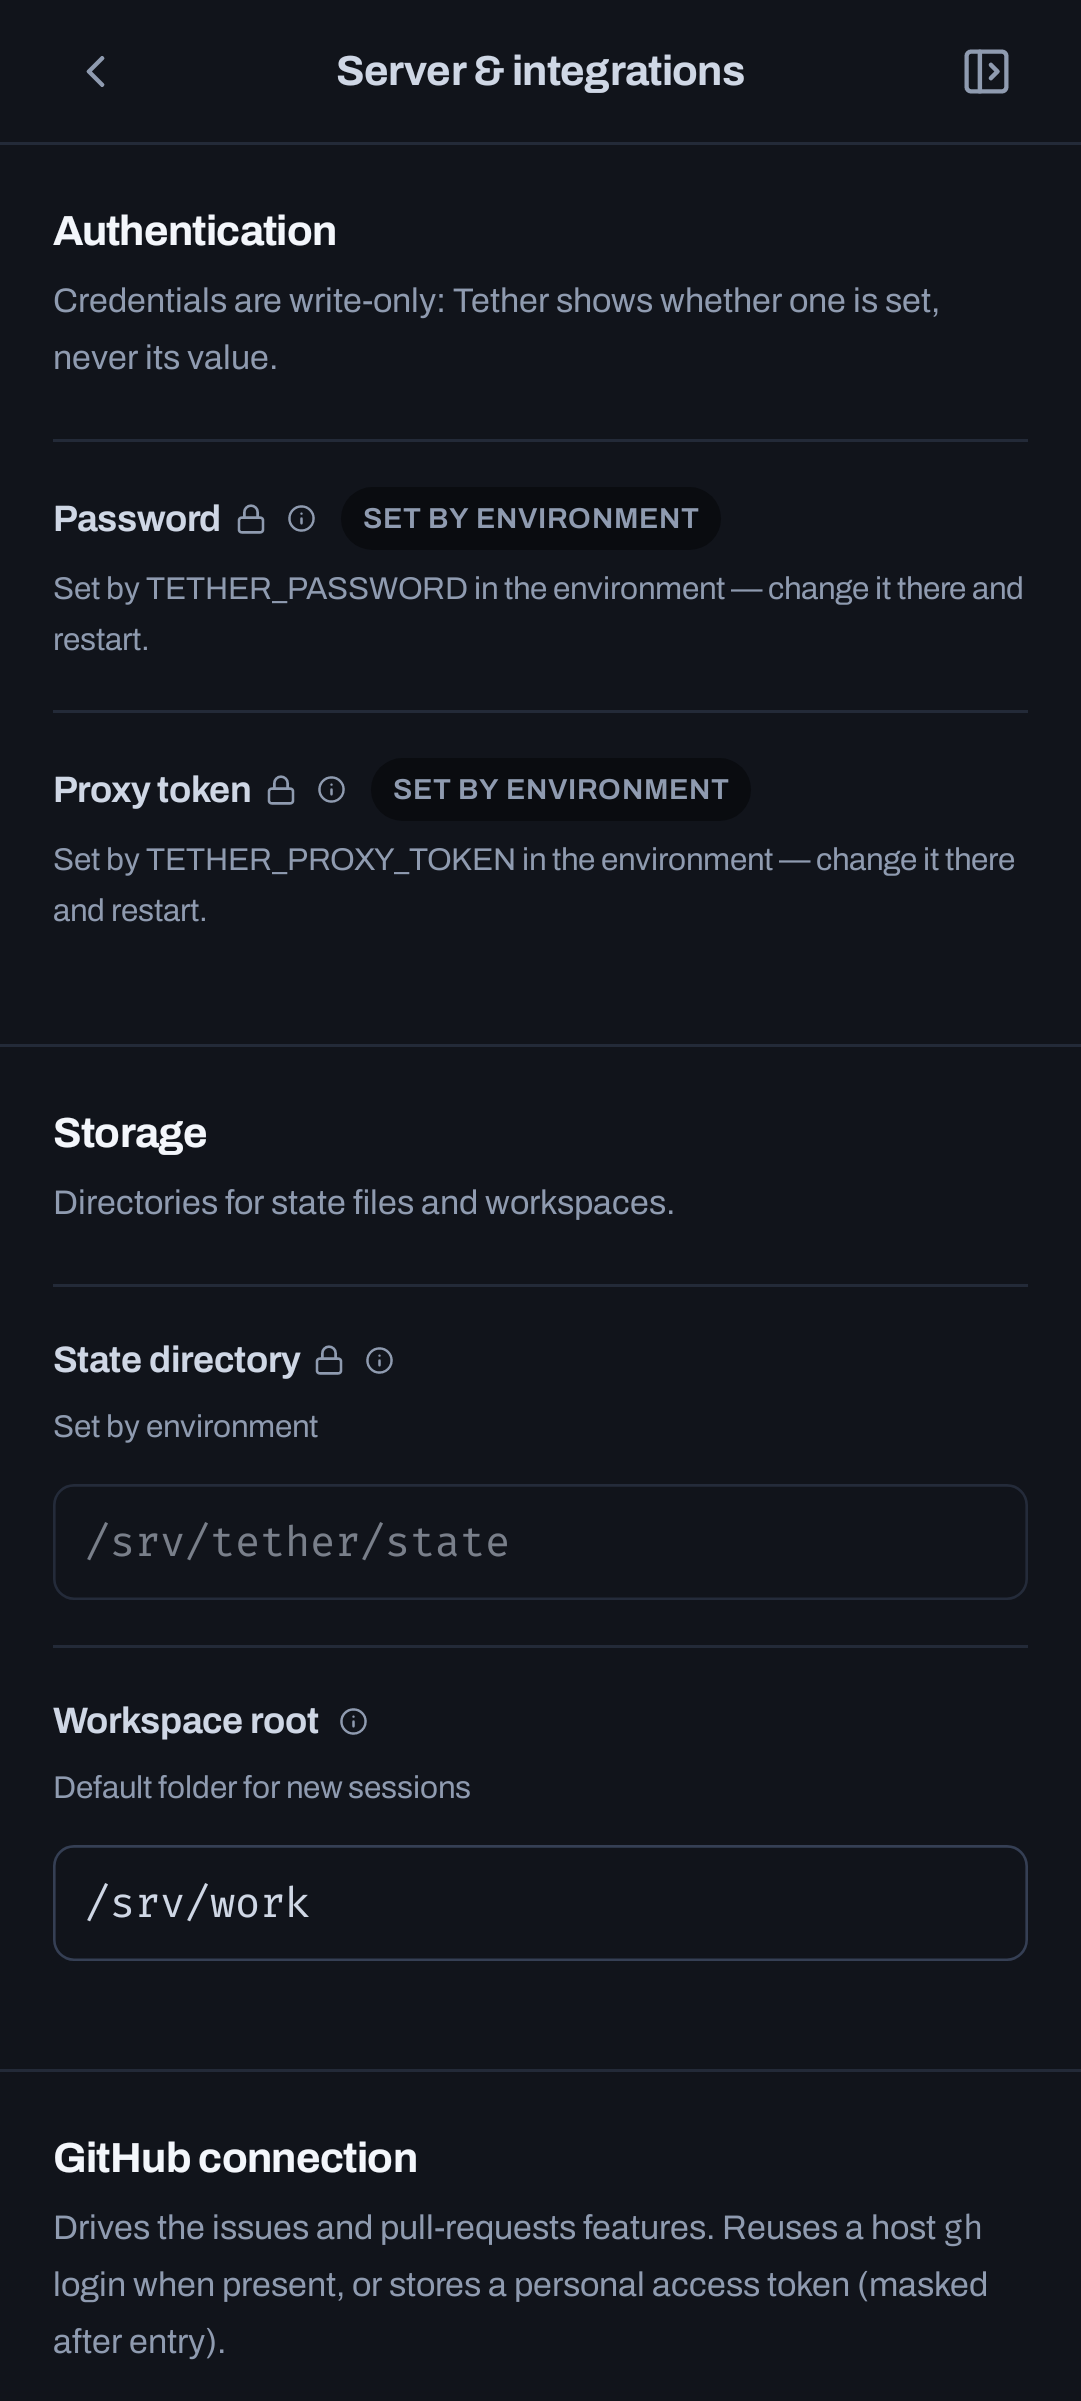 Server & integrations
Authentication
Credentials are write-only: Tether shows whether one is set,
never its value.
Password SET BY ENVIRONMENT
Set by TETHER_PASSWORD in the environment — change it there and
restart.
Proxy token SET BY ENVIRONMENT
Set by TETHER_PROXY_TOKEN in the environment — change it there
and restart.
Storage
Directories for state files and workspaces.
State directory
Set by environment
/srv/tether/state
Workspace root
Default folder for new sessions
/srv/work
GitHub connection
Drives the issues and pull-requests features. Reuses a host gh
login when present, or stores a personal access token (masked
after entry).